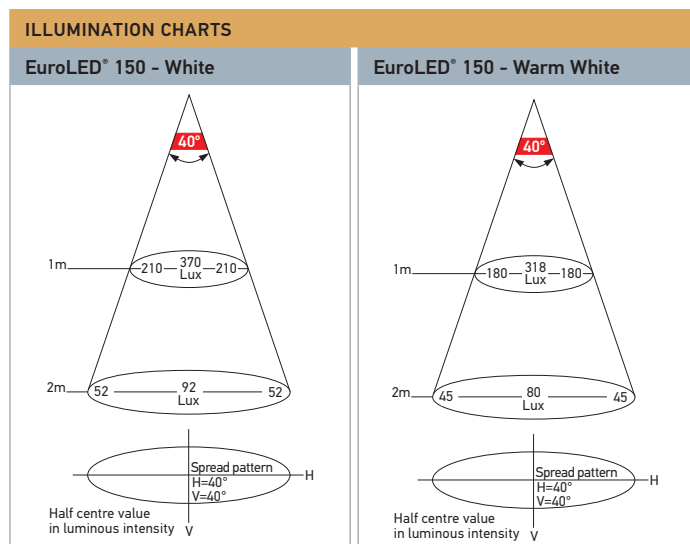 ILLUMINATION CHARTS
EuroLED® 150 - White
40°
1m
210 370 210
Lux
2m
52 92 52
Lux
Spread pattern
H
H=40°
V=40°
Half centre value
in luminous intensity V
EuroLED® 150 - Warm White
40°
1m
180 318 180
Lux
2m
45 80 45
Lux
Spread pattern
H
H=40°
V=40°
Half centre value
in luminous intensity V